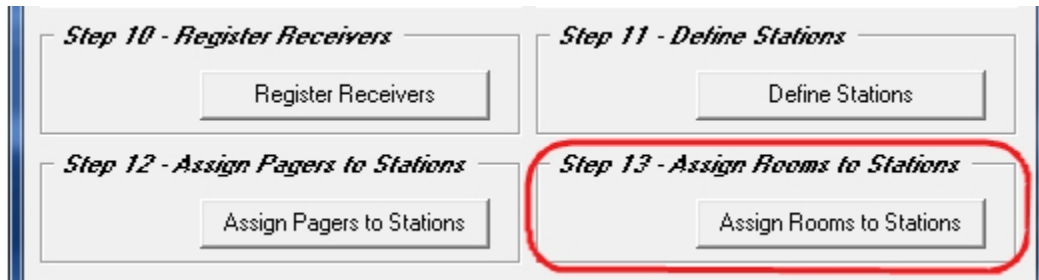 Step 10 - Register Receivers
Register Receivers
Step 11 - Define Stations
Define Stations
Step 12 - Assign Pagers to Stations
Assign Pagers to Stations
Step 13 - Assign Rooms to Stations
Assign Rooms to Stations